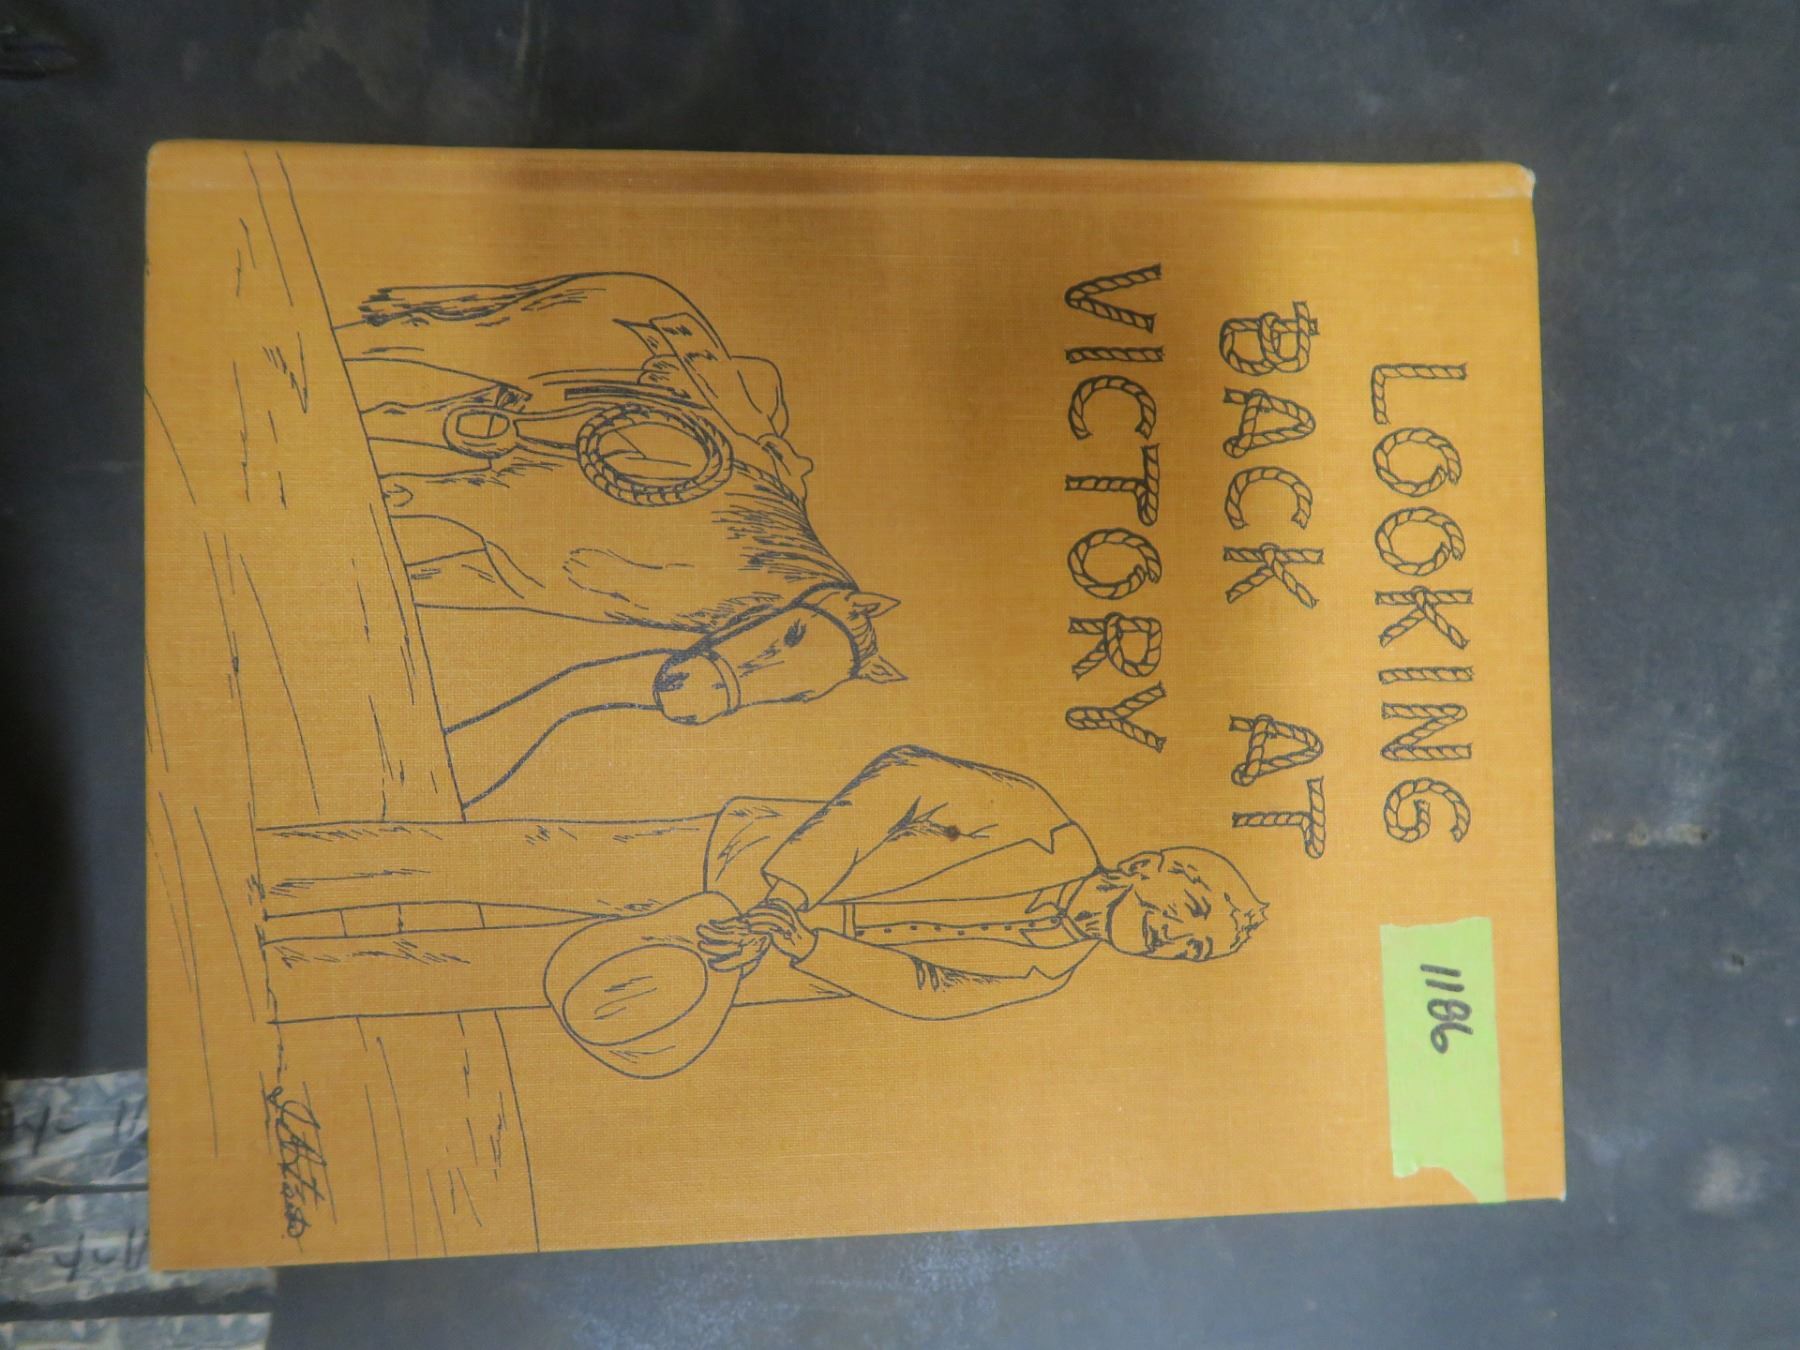 LOOKING
BACK AT
VICTORY
1186